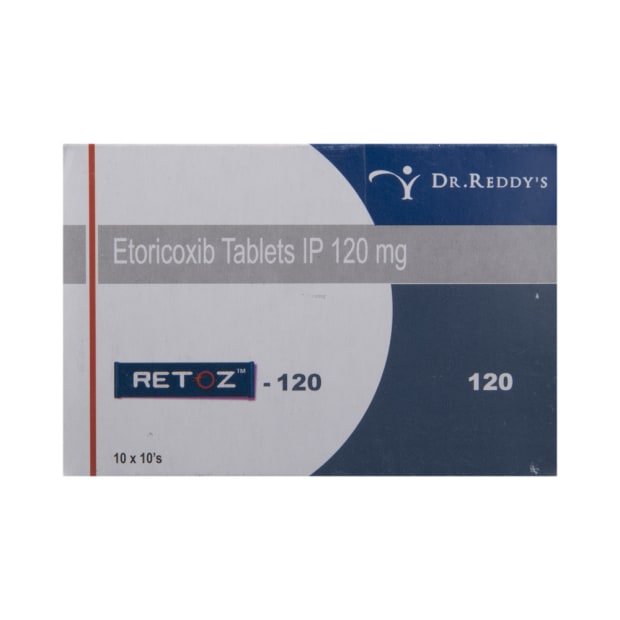 DR.REDDY'S
Etoricoxib Tablets IP 120 mg
RETOZ™ - 120
120
10 x 10's